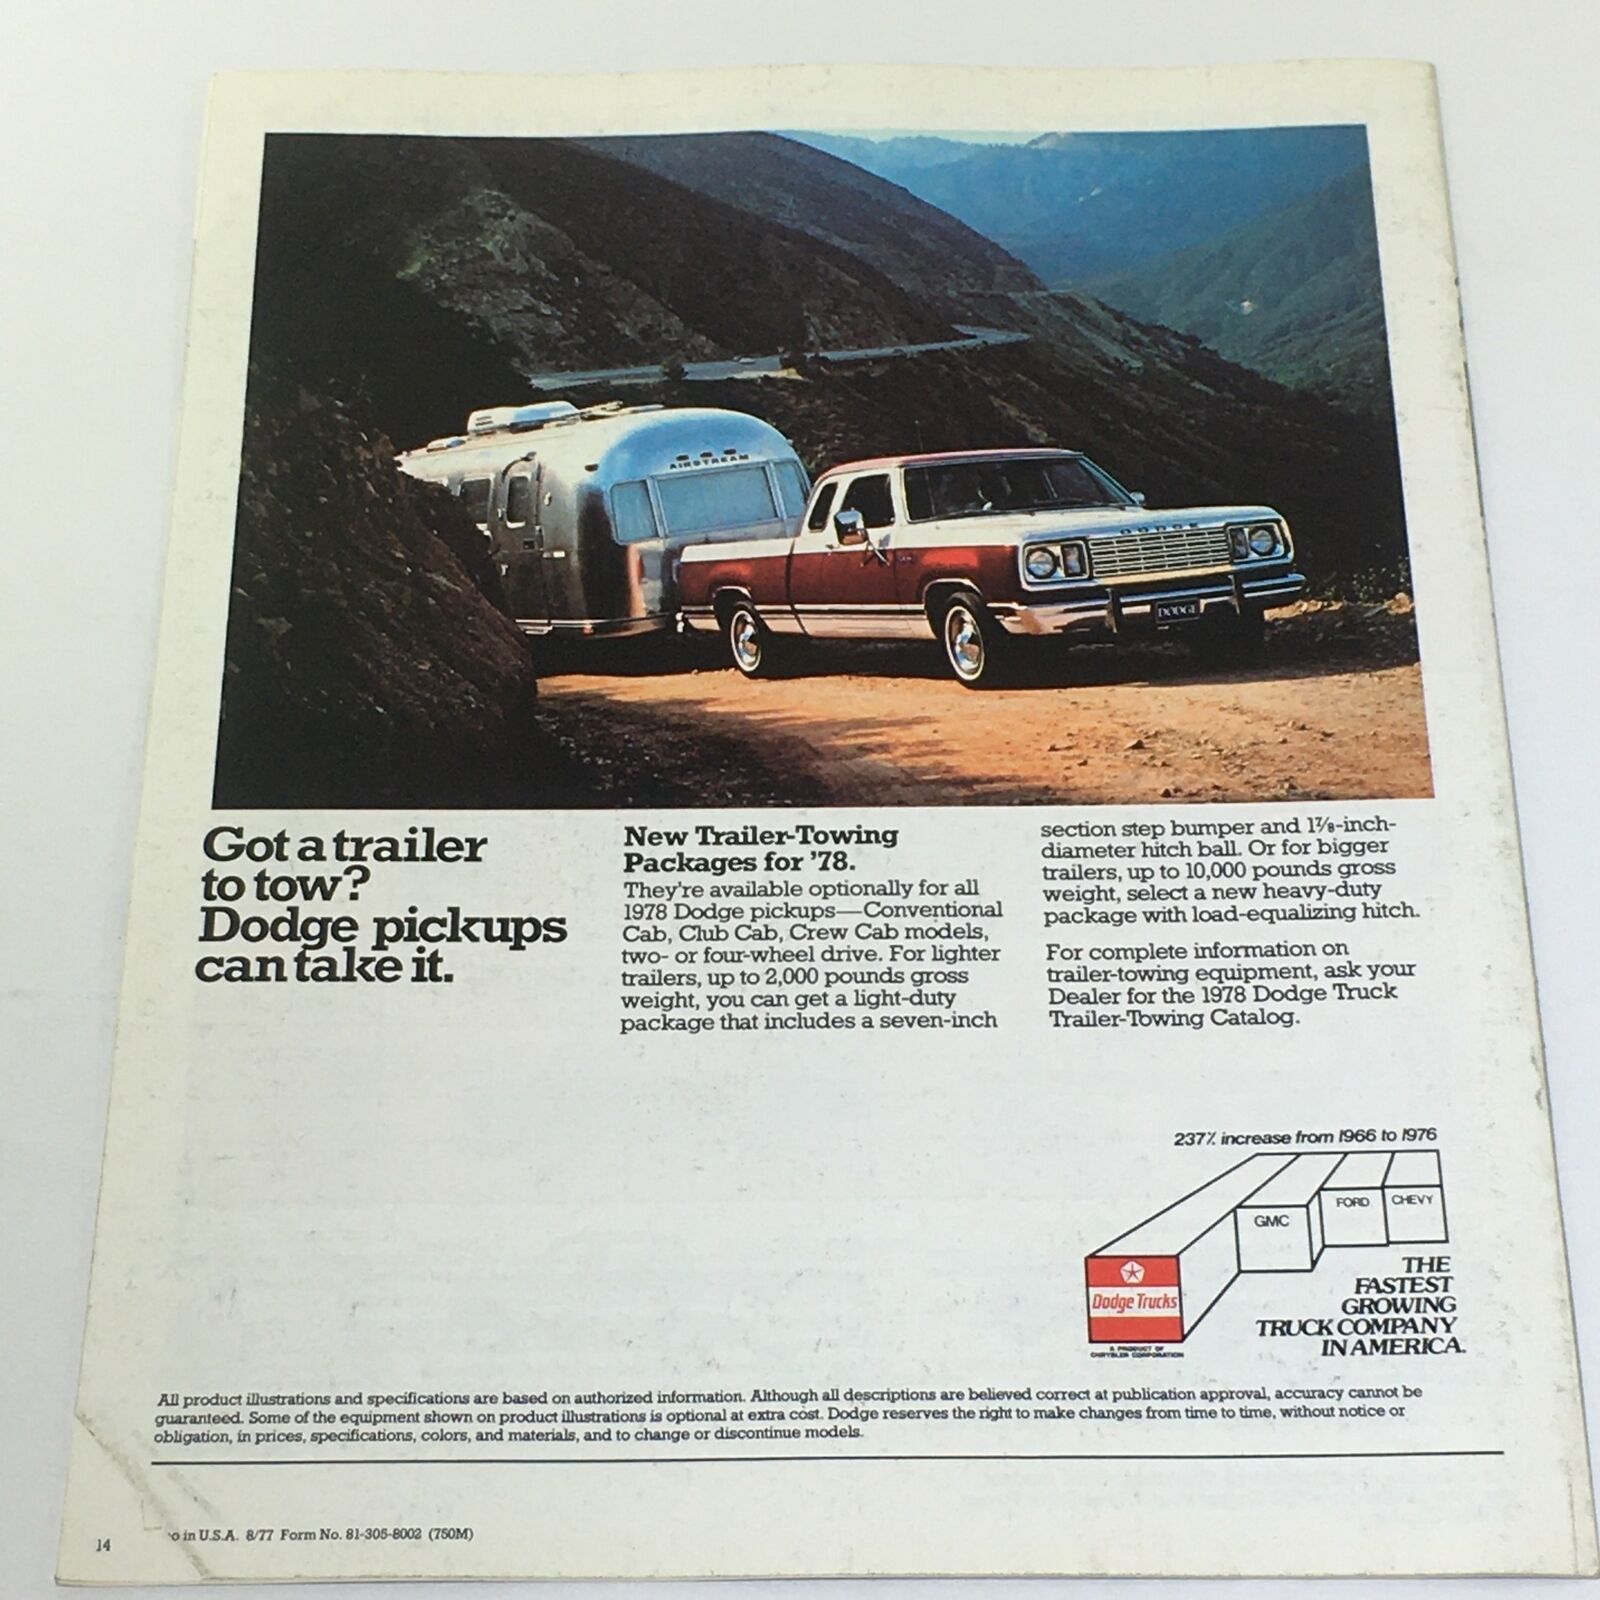 AIRSTREAM
DODGE
DODGE
Got a trailer
to tow?
Dodge pickups
can take it.
New Trailer-Towing
Packages for '78.
They're available optionally for all
1978 Dodge pickups—Conventional
Cab, Club Cab, Crew Cab models,
two- or four-wheel drive. For lighter
trailers, up to 2,000 pounds gross
weight, you can get a light-duty
package that includes a seven-inch
section step bumper and 1⅞-inch-
diameter hitch ball. Or for bigger
trailers, up to 10,000 pounds gross
weight, select a new heavy-duty
package with load-equalizing hitch.
For complete information on
trailer-towing equipment, ask your
Dealer for the 1978 Dodge Truck
Trailer-Towing Catalog.
237% increase from 1966 to 1976
GMC
FORD
CHEVY
Dodge Trucks
A PRODUCT OF
CHRYSLER CORPORATION
THE
FASTEST
GROWING
TRUCK COMPANY
IN AMERICA.
All product illustrations and specifications are based on authorized information. Although all descriptions are believed correct at publication approval, accuracy cannot be
guaranteed. Some of the equipment shown on product illustrations is optional at extra cost. Dodge reserves the right to make changes from time to time, without notice or
obligation, in prices, specifications, colors, and materials, and to change or discontinue models.
in U.S.A. 8/77 Form No. 81-305-8002 (750M)
14